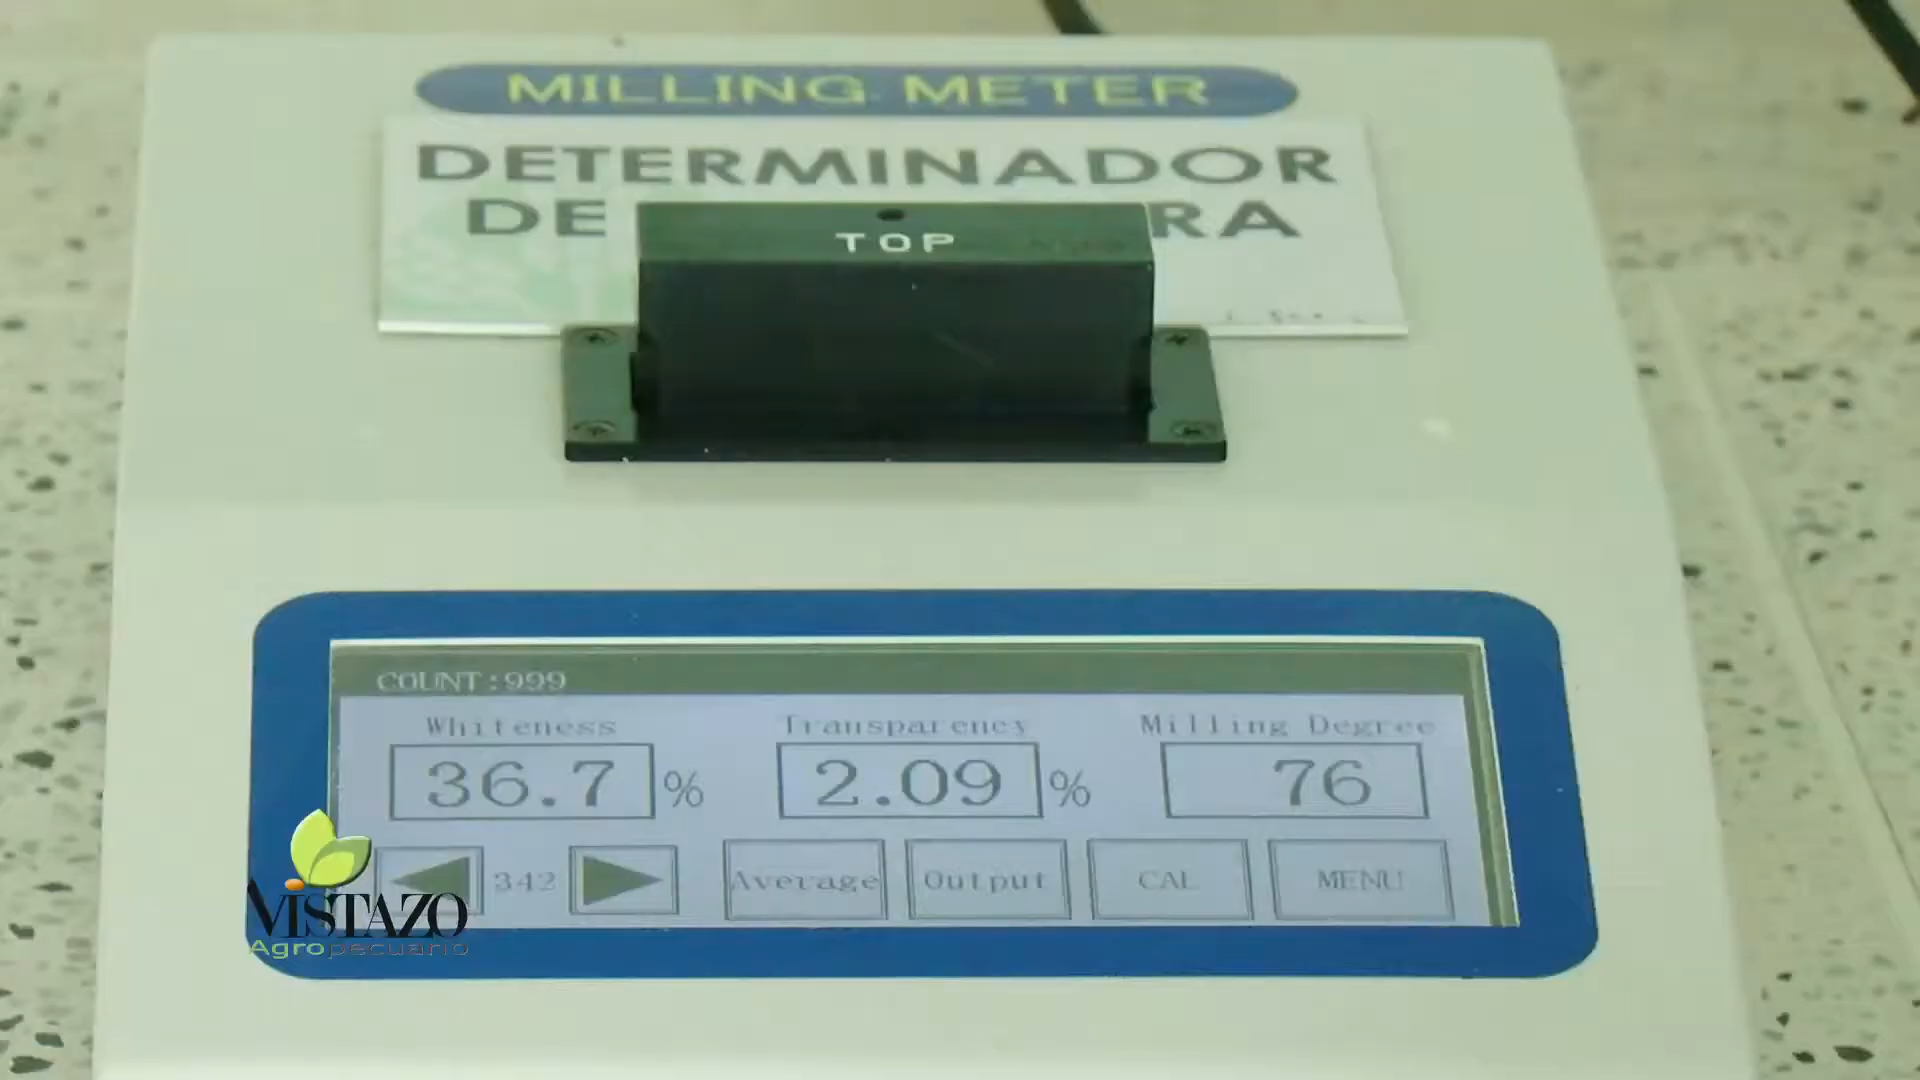 MILLING METER
DETERMINADOR
DE RA
TOP
COUNT:999
Whiteness Transparency Milling Degree
36.7 % 2.09 % 76
342 Average Output CAL MENU
VISTAZO
Agropecuario